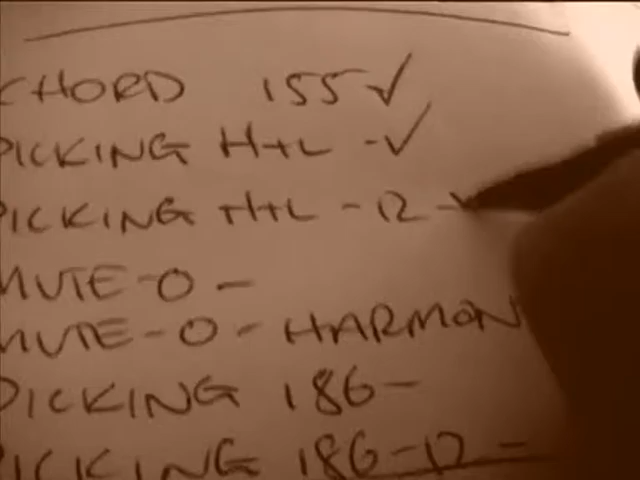 CHORD 155 ✓
PICKING H+L - ✓
PICKING H+L - 12 -
MUTE - O -
MUTE - O - HARMON
PICKING 186 -
PICKING 186 - 12 -